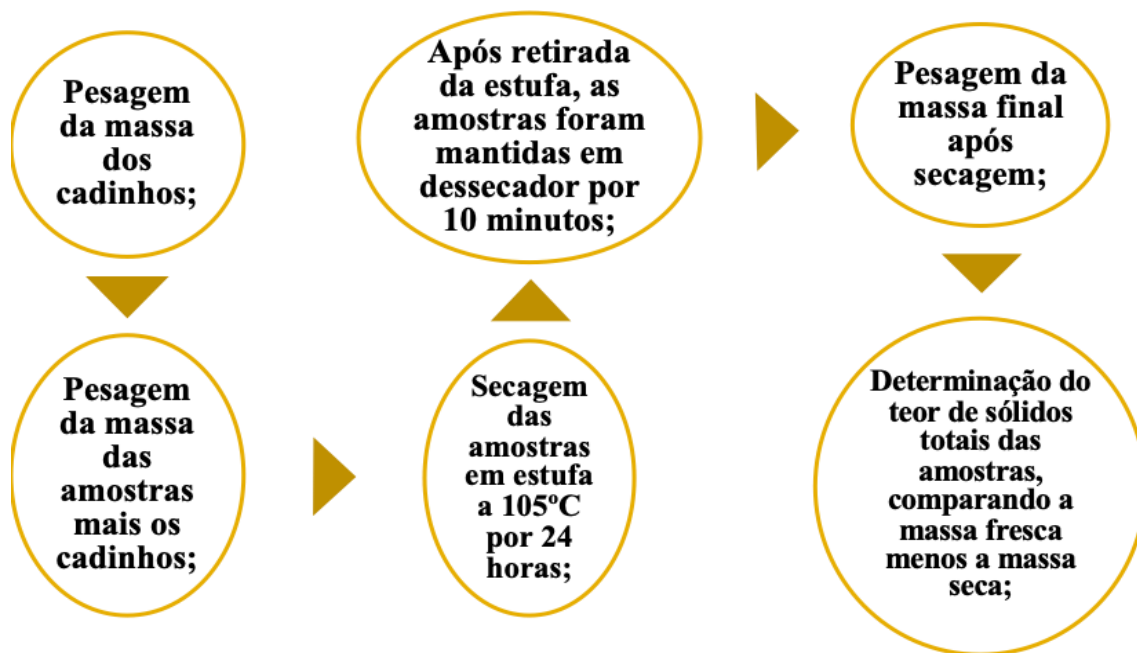 Pesagem
da massa
dos
cadinhos;
Pesagem
da massa
das
amostras
mais os
cadinhos;
Secagem
das
amostras
em estufa
a 105ºC
por 24
horas;
Após retirada
da estufa, as
amostras foram
mantidas em
dessecador por
10 minutos;
Pesagem da
massa final
após
secagem;
Determinação do
teor de sólidos
totais das
amostras,
comparando a
massa fresca
menos a massa
seca;